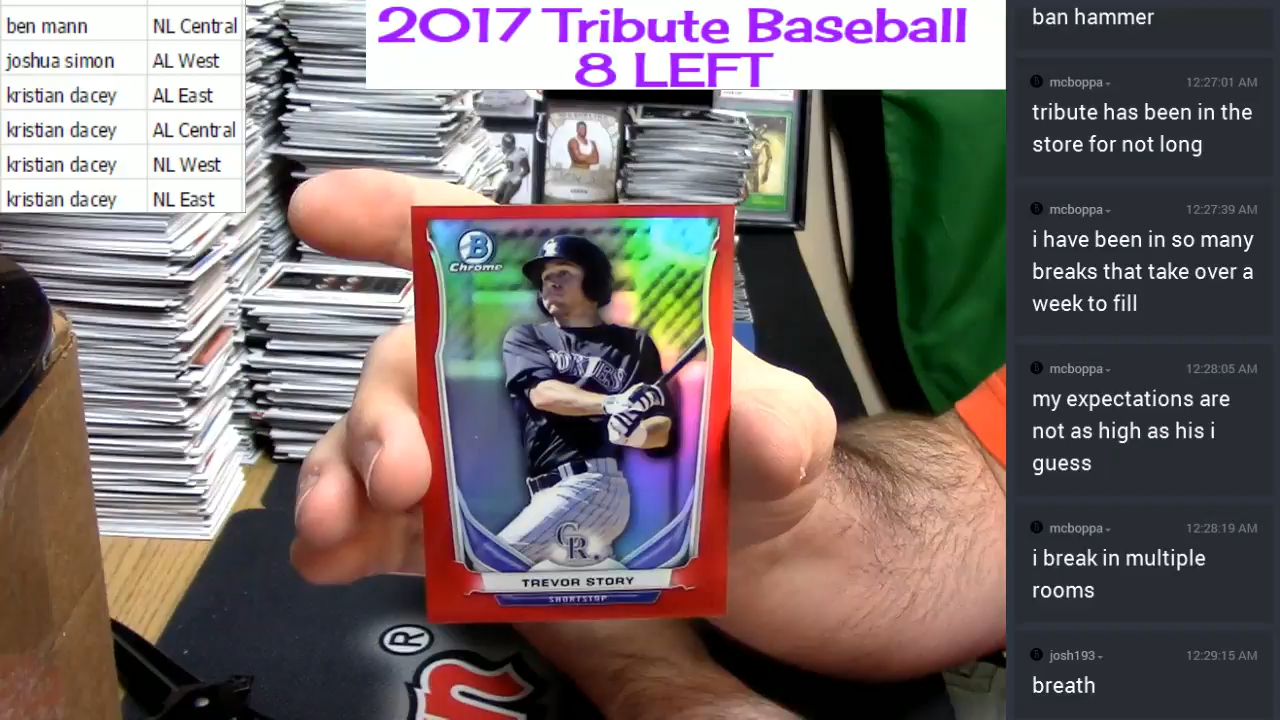 ben mann NL Central
joshua simon AL West
kristian dacey AL East
kristian dacey AL Central
kristian dacey NL West
kristian dacey NL East
2017 Tribute Baseball
8 LEFT
B
Chrome
ROCKIES
CR
TREVOR STORY
SHORTSTOP
®
ban hammer
mcboppa 12:27:01 AM
tribute has been in the
store for not long
mcboppa 12:27:39 AM
i have been in so many
breaks that take over a
week to fill
mcboppa 12:28:05 AM
my expectations are
not as high as his i
guess
mcboppa 12:28:19 AM
i break in multiple
rooms
josh193 12:29:15 AM
breath